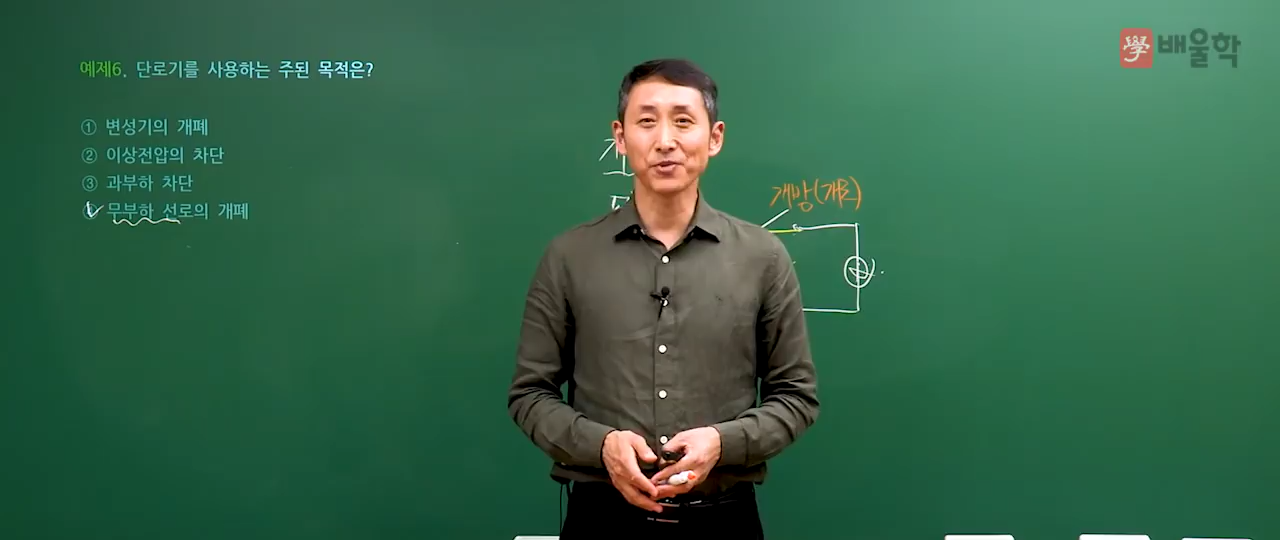 學 배울학
예제6. 단로기를 사용하는 주된 목적은?
① 변성기의 개폐
② 이상전압의 차단
③ 과부하 차단
④ 무부하 선로의 개폐
개방(개로)